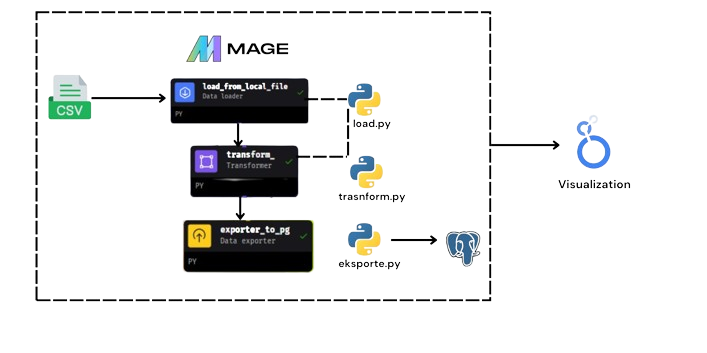 MAGE
CSV
load_from_local_file
Data loader
PY
load.py
transform_
Transformer
PY
trasnform.py
exporter_to_pg
Data exporter
PY
eksporte.py
Visualization